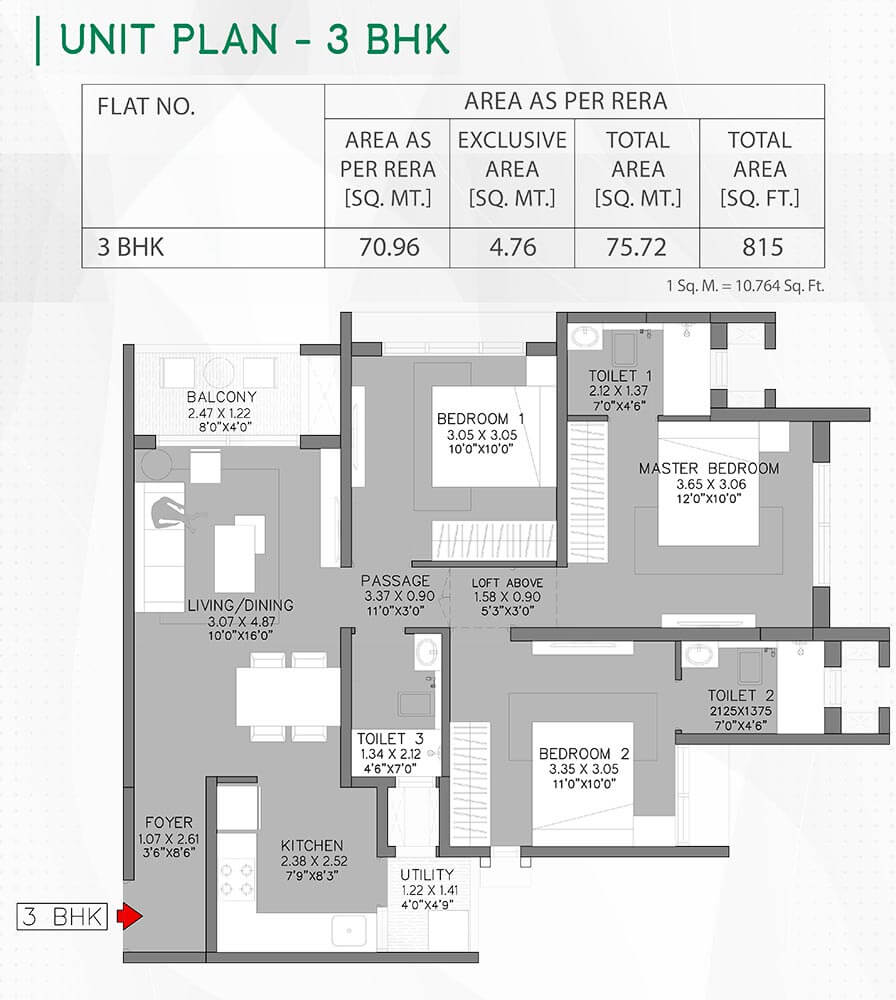 UNIT PLAN - 3 BHK
FLAT NO.
AREA AS PER RERA
AREA AS PER RERA [SQ. MT.]
EXCLUSIVE AREA [SQ. MT.]
TOTAL AREA [SQ. MT.]
TOTAL AREA [SQ. FT.]
3 BHK 70.96 4.76 75.72 815
1 Sq. M. = 10.764 Sq. Ft.
BALCONY
2.47 X 1.22
8'0"X4'0"
BEDROOM 1
3.05 X 3.05
10'0"X10'0"
TOILET 1
2.12 X 1.37
7'0"X4'6"
MASTER BEDROOM
3.65 X 3.06
12'0"X10'0"
PASSAGE
3.37 X 0.90
11'0"X3'0"
LOFT ABOVE
1.58 X 0.90
5'3"X3'0"
LIVING/DINING
3.07 X 4.87
10'0"X16'0"
TOILET 2
2125X1375
7'0"X4'6"
TOILET 3
1.34 X 2.12
4'6"X7'0"
BEDROOM 2
3.35 X 3.05
11'0"X10'0"
FOYER
1.07 X 2.61
3'6"X8'6"
KITCHEN
2.38 X 2.52
7'9"X8'3"
UTILITY
1.22 X 1.41
4'0"X4'9"
3 BHK